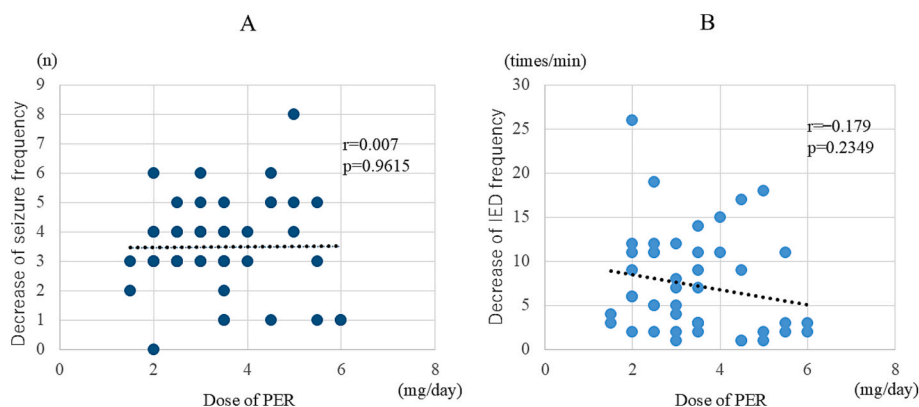 A
(n)
Decrease of seizure frequency
9
8
7
6
5
4
3
2
1
0
r=0.007
p=0.9615
0 2 4 6 8
(mg/day)
Dose of PER
B
(times/min)
Decrease of IED frequency
30
25
20
15
10
5
0
r=−0.179
p=0.2349
0 2 4 6 8
(mg/day)
Dose of PER